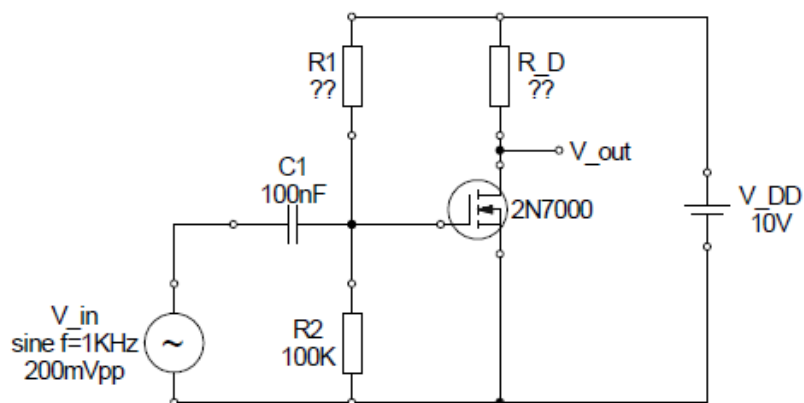 R1
??
R_D
??
V_out
C1
100nF
2N7000
V_DD
10V
V_in
sine f=1KHz
200mVpp
~
R2
100K